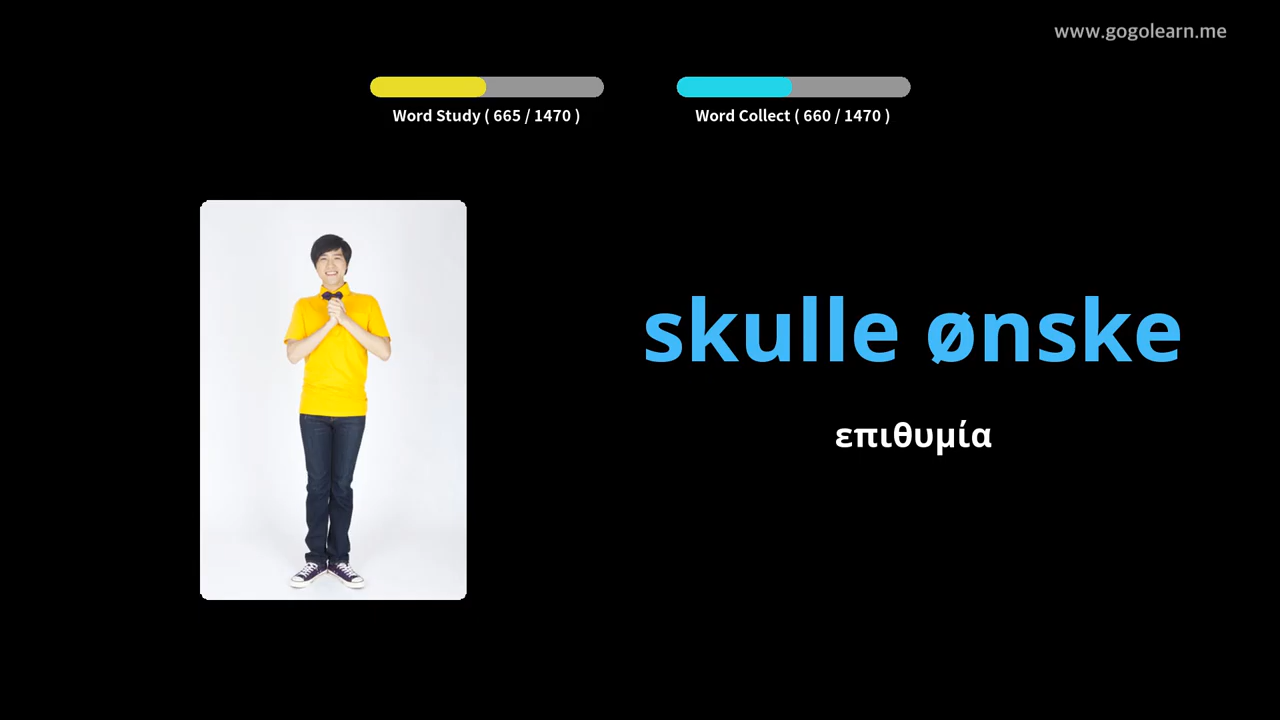 www.gogolearn.me
Word Study ( 665 / 1470 )
Word Collect ( 660 / 1470 )
skulle ønske
επιθυμία